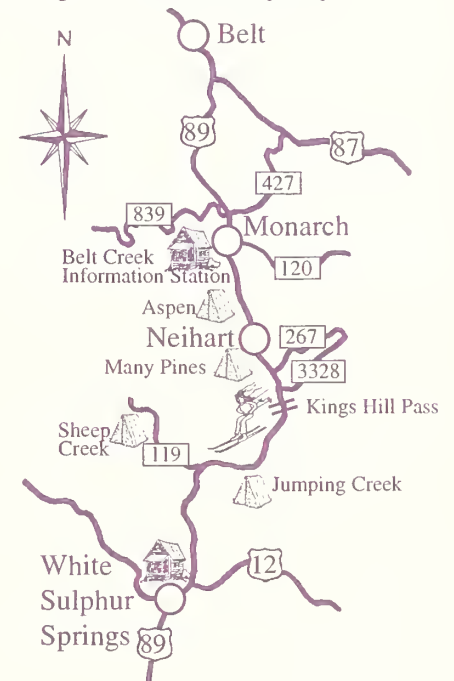 N
Belt
89
87
427
839
Monarch
Belt Creek
Information Station
120
Aspen
Neihart
267
Many Pines
3328
Kings Hill Pass
Sheep
Creek
119
Jumping Creek
White
Sulphur
Springs
12
89